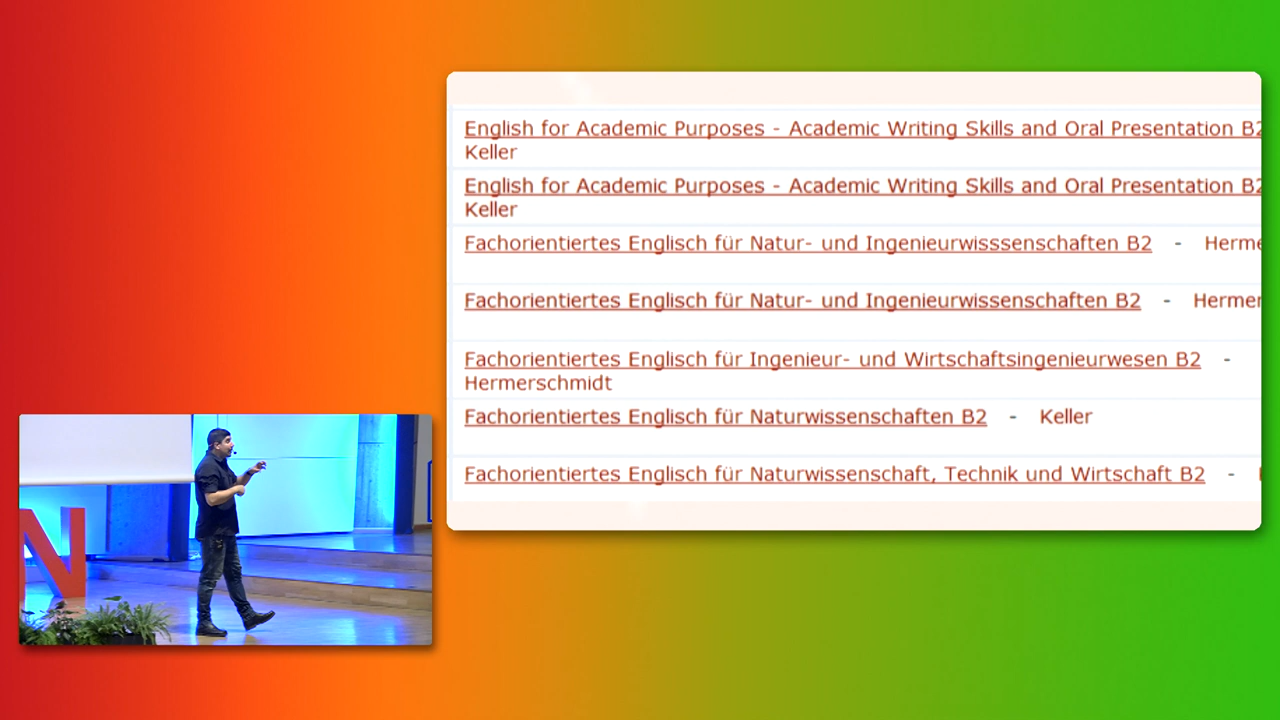 English for Academic Purposes - Academic Writing Skills and Oral Presentation B2
Keller
English for Academic Purposes - Academic Writing Skills and Oral Presentation B2
Keller
Fachorientiertes Englisch für Natur- und Ingenieurwisssenschaften B2 -
Fachorientiertes Englisch für Natur- und Ingenieurwissenschaften B2 -
Fachorientiertes Englisch für Ingenieur- und Wirtschaftsingenieurwesen B2 -
Hermerschmidt
Fachorientiertes Englisch für Naturwissenschaften B2 - Keller
Fachorientiertes Englisch für Naturwissenschaft, Technik und Wirtschaft B2 -
N